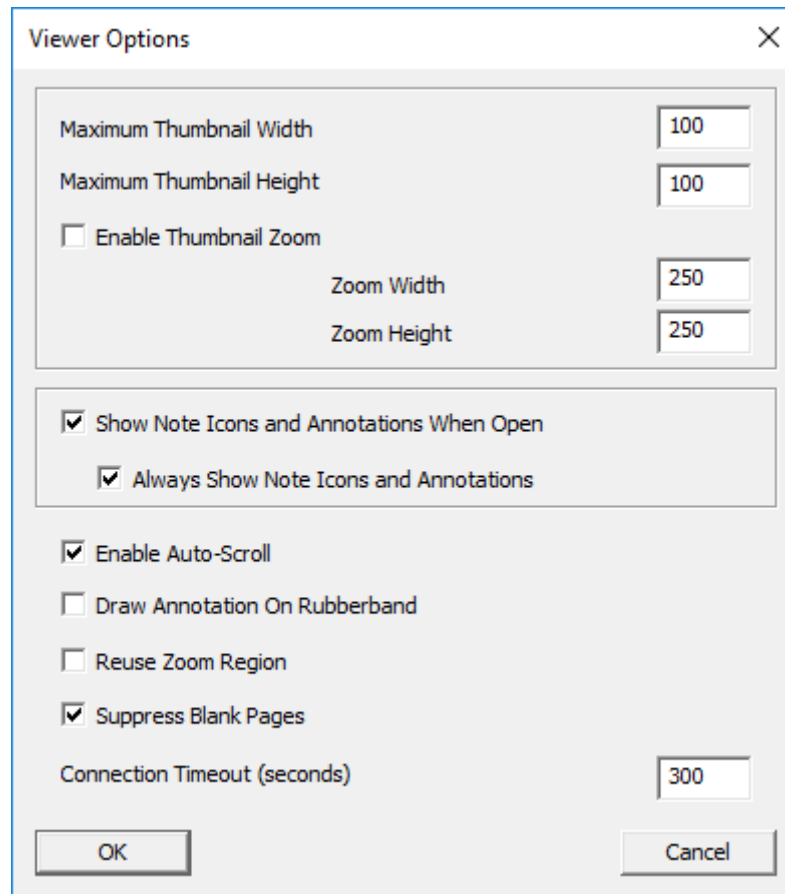 Viewer Options
Maximum Thumbnail Width 100
Maximum Thumbnail Height 100
Enable Thumbnail Zoom
Zoom Width 250
Zoom Height 250
Show Note Icons and Annotations When Open
Always Show Note Icons and Annotations
Enable Auto-Scroll
Draw Annotation On Rubberband
Reuse Zoom Region
Suppress Blank Pages
Connection Timeout (seconds) 300
OK Cancel